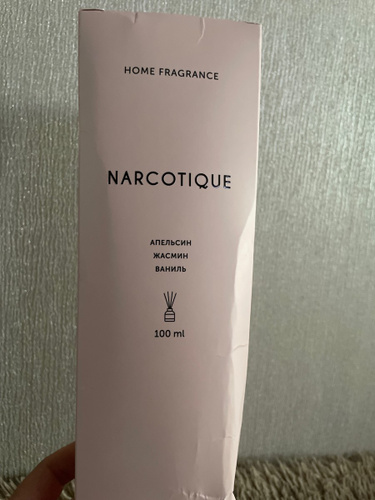 HOME FRAGRANCE
NARCOTIQUE
АПЕЛЬСИН
ЖАСМИН
ВАНИЛЬ
100 ml